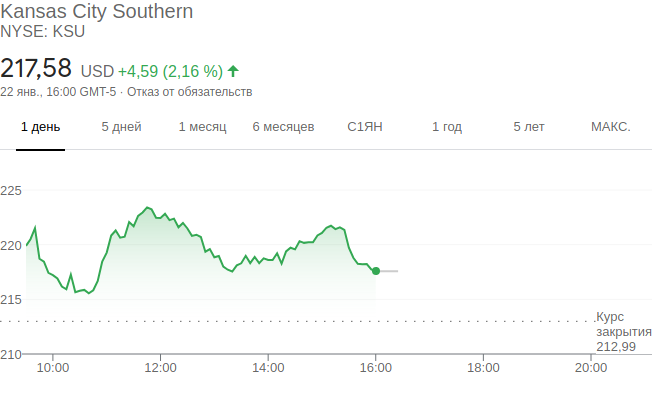 Kansas City Southern
NYSE: KSU
217,58 USD +4,59 (2,16 %)
22 янв., 16:00 GMT-5 · Отказ от обязательств
1 день 5 дней 1 месяц 6 месяцев С1ЯН 1 год 5 лет МАКС.
225
220
215
Курс
закрытия
212,99
210
10:00 12:00 14:00 16:00 18:00 20:00